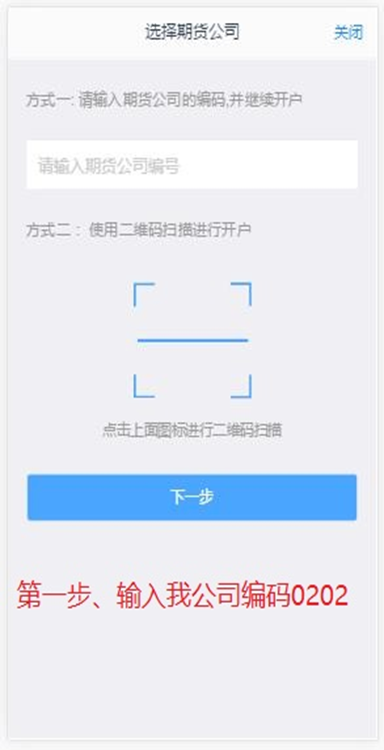 选择期货公司
关闭
方式一: 请输入期货公司的编码,并继续开户
请输入期货公司编号
方式二： 使用二维码扫描进行开户
点击上面图标进行二维码扫描
下一步
第一步、输入我公司编码0202